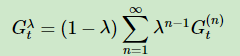 G_t^λ = (1 − λ) ∑_{n=1}^{∞} λ^{n−1} G_t^{(n)}